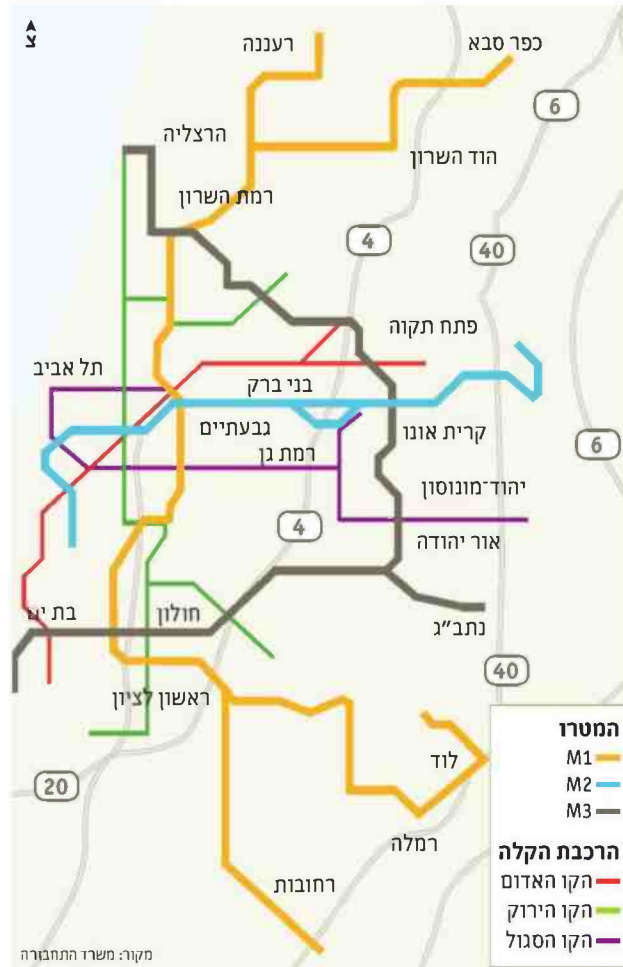 צ
רעננה
כפר סבא
6
הרצליה
הוד השרון
רמת השרון
4
40
פתח תקוה
תל אביב
בני ברק
גבעתיים
קרית אונו
רמת גן
6
יהוד-מונוסון
4
אור יהודה
בת ים
חולון
נתב"ג
ראשון לציון
40
לוד
20
רמלה
רחובות
המטרו
M1
M2
M3
הרכבת הקלה
הקו האדום
הקו הירוק
הקו הסגול
מקור: משרד התחבורה